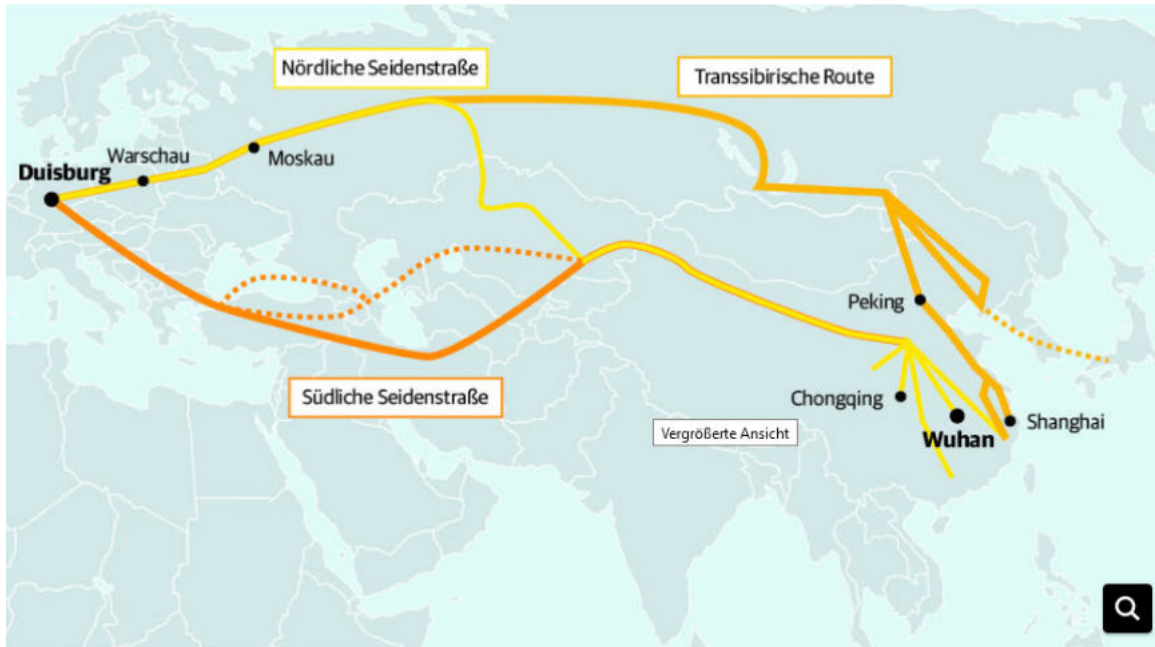 Nördliche Seidenstraße
Transsibirische Route
Warschau
Moskau
Duisburg
Peking
Südliche Seidenstraße
Chongqing
Shanghai
Vergrößerte Ansicht
Wuhan